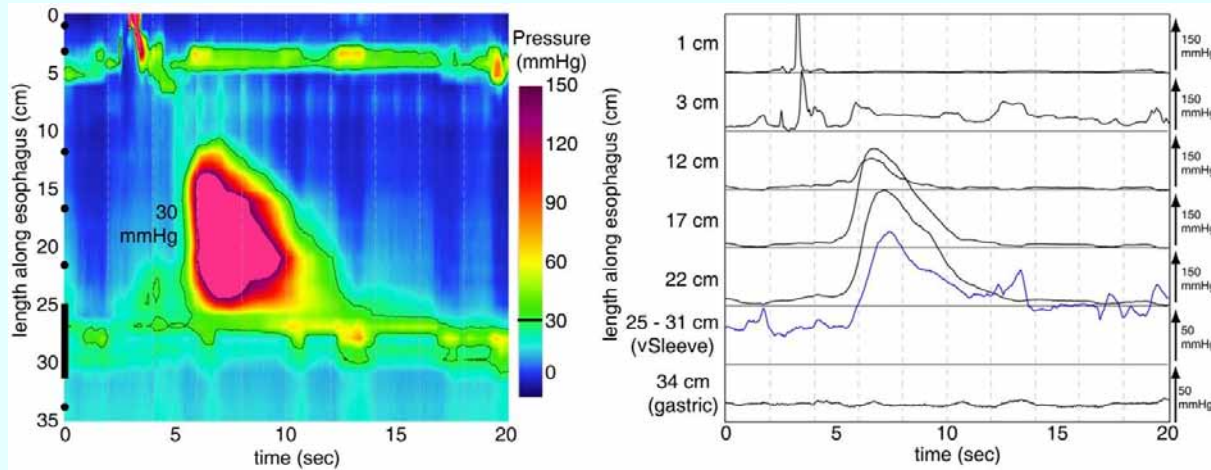 0
5
10
15
20
25
30
35
length along esophagus (cm)
30
mmHg
0
5
10
15
20
time (sec)
Pressure
(mmHg)
150
120
90
60
30
0
length along esophagus (cm)
1 cm
3 cm
12 cm
17 cm
22 cm
25 - 31 cm
(vSleeve)
34 cm
(gastric)
150
mmHg
150
mmHg
150
mmHg
150
mmHg
150
mmHg
50
mmHg
50
mmHg
0
5
10
15
20
time (sec)